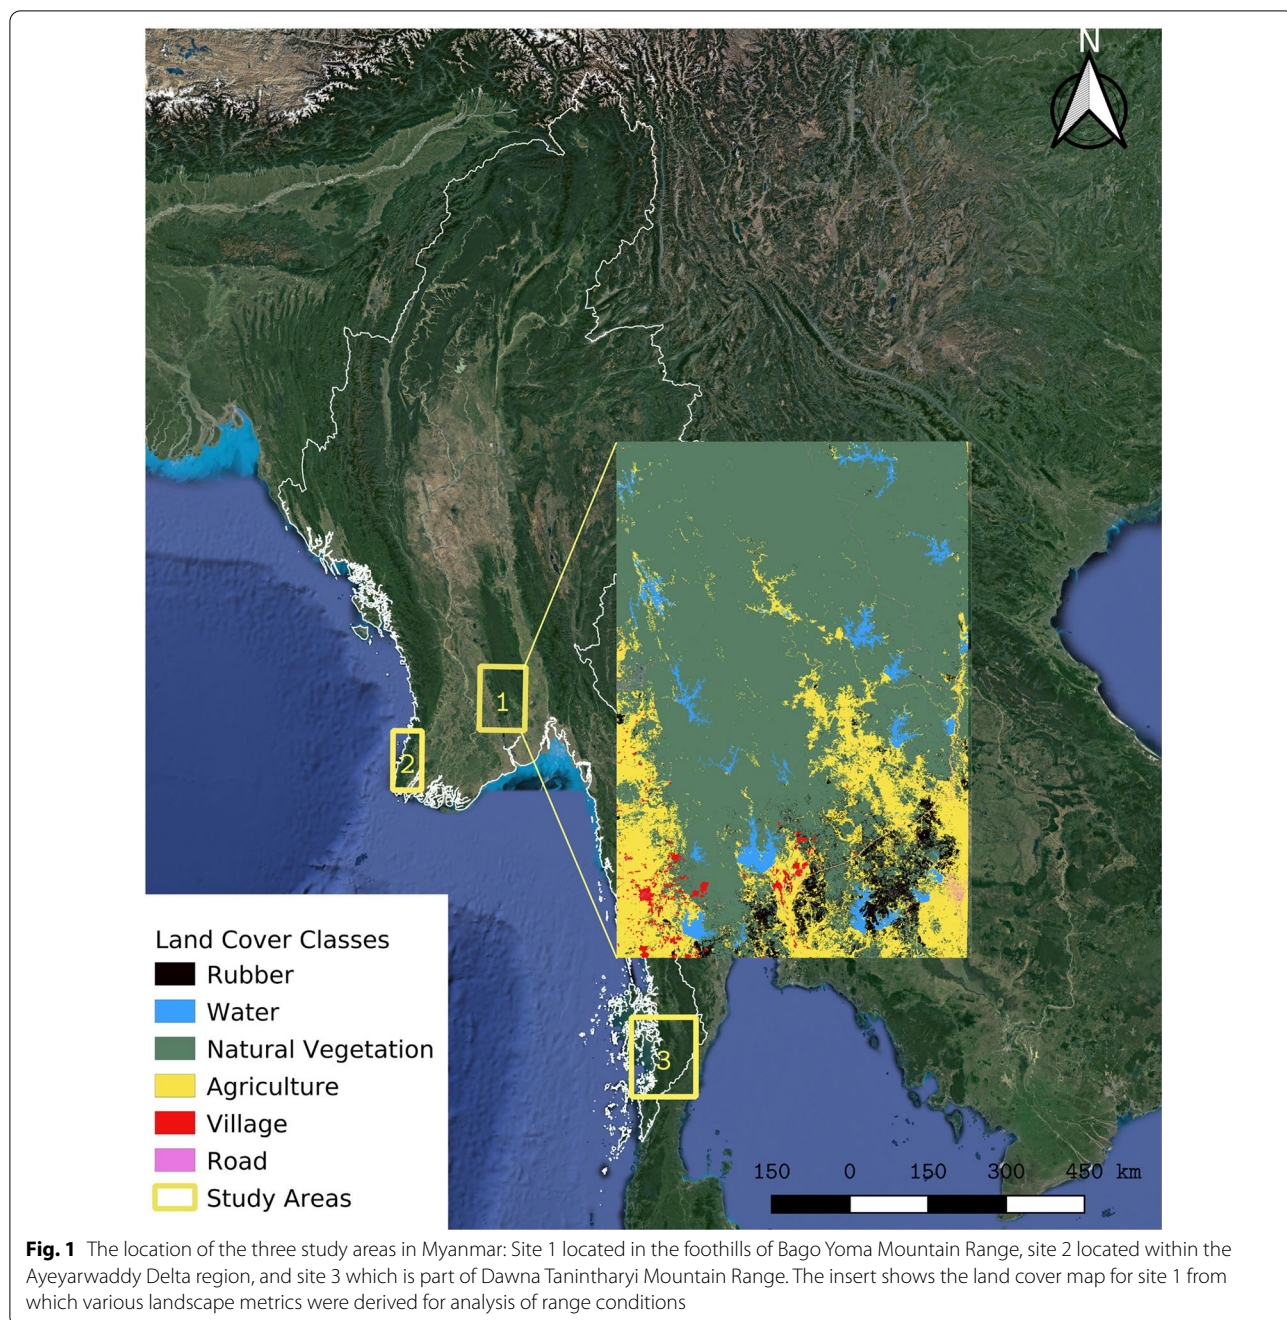 N
1
2
3
Land Cover Classes
Rubber
Water
Natural Vegetation
Agriculture
Village
Road
Study Areas
150 0 150 300 450 km
Fig. 1 The location of the three study areas in Myanmar: Site 1 located in the foothills of Bago Yoma Mountain Range, site 2 located within the
Ayeyarwaddy Delta region, and site 3 which is part of Dawna Tanintharyi Mountain Range. The insert shows the land cover map for site 1 from
which various landscape metrics were derived for analysis of range conditions